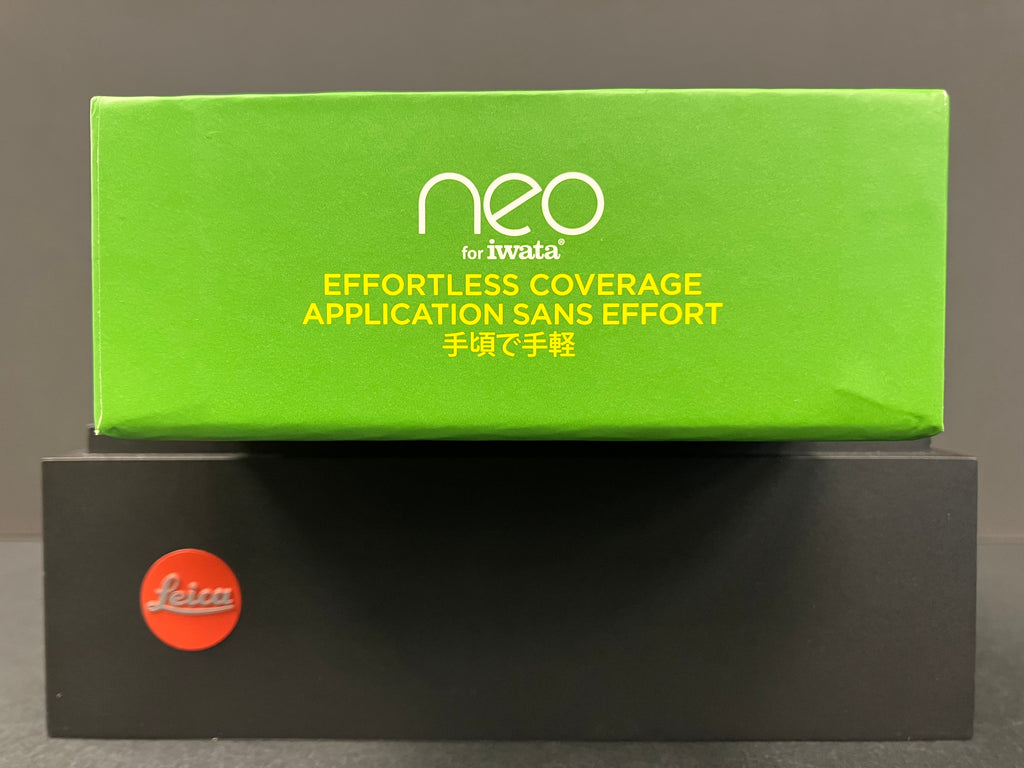 neo
for iwata®
EFFORTLESS COVERAGE
APPLICATION SANS EFFORT
手頃で手軽
Leica